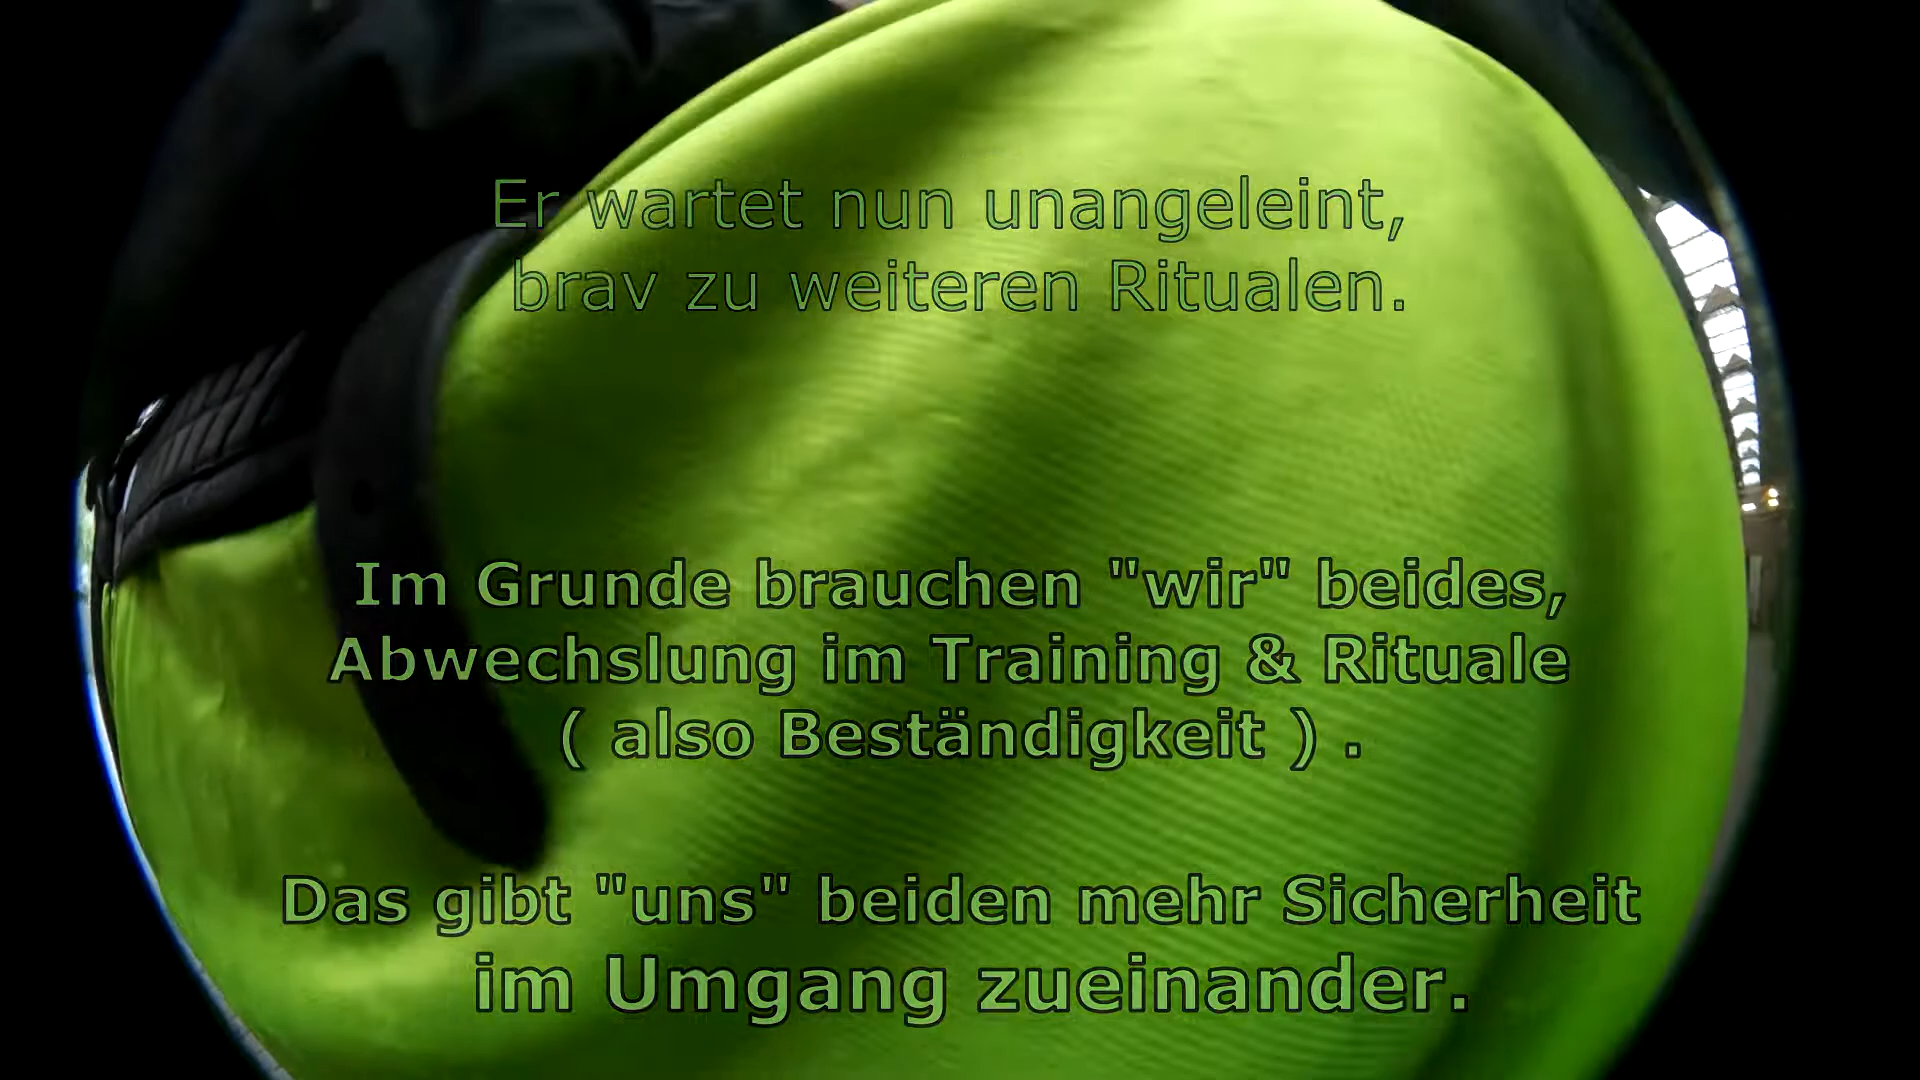 Er wartet nun unangeleint,
brav zu weiteren Ritualen.
Im Grunde brauchen "wir" beides,
Abwechslung im Training & Rituale
( also Beständigkeit ) .
Das gibt "uns" beiden mehr Sicherheit
im Umgang zueinander.